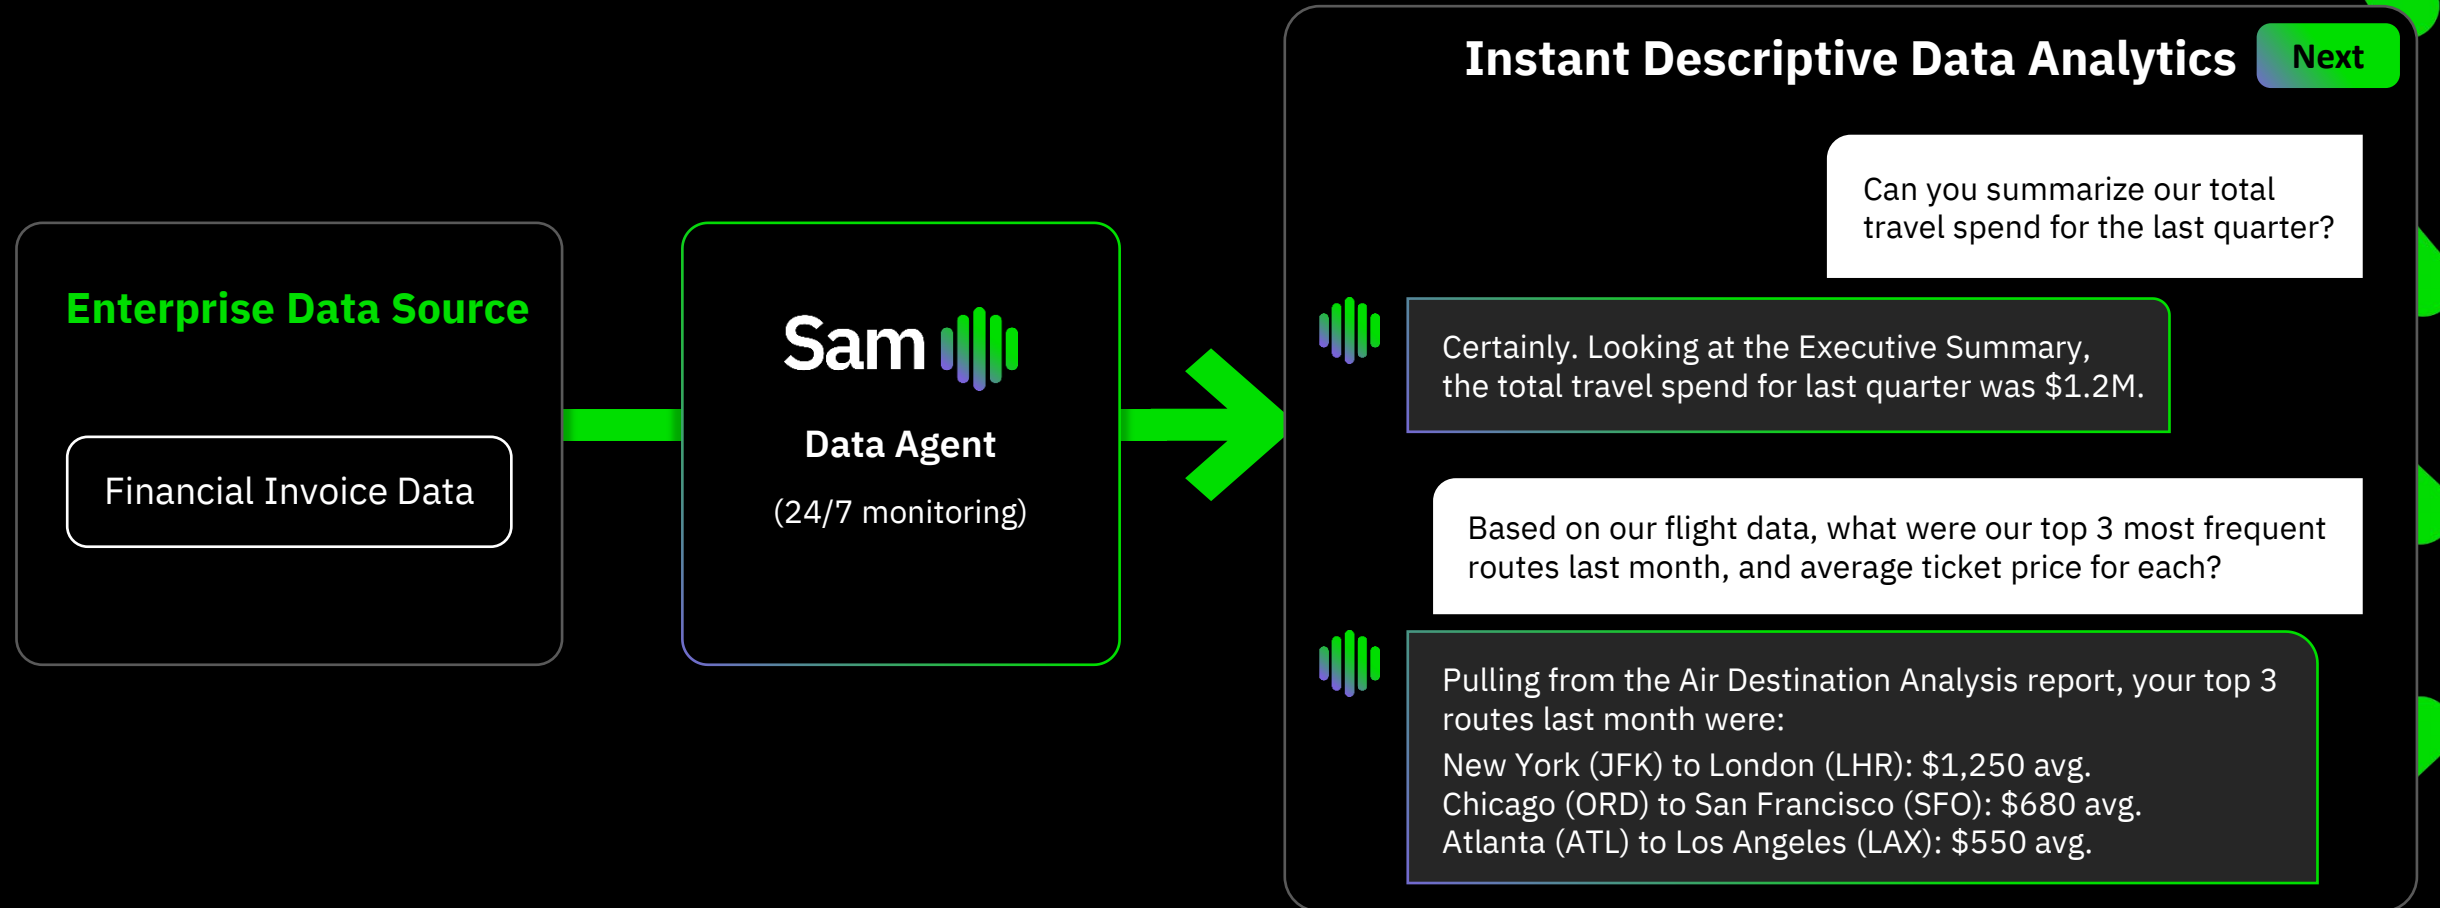 Enterprise Data Source
Financial Invoice Data
Sam
Data Agent
(24/7 monitoring)
Instant Descriptive Data Analytics
Next
Can you summarize our total
travel spend for the last quarter?
Certainly. Looking at the Executive Summary,
the total travel spend for last quarter was $1.2M.
Based on our flight data, what were our top 3 most frequent
routes last month, and average ticket price for each?
Pulling from the Air Destination Analysis report, your top 3
routes last month were:
New York (JFK) to London (LHR): $1,250 avg.
Chicago (ORD) to San Francisco (SFO): $680 avg.
Atlanta (ATL) to Los Angeles (LAX): $550 avg.